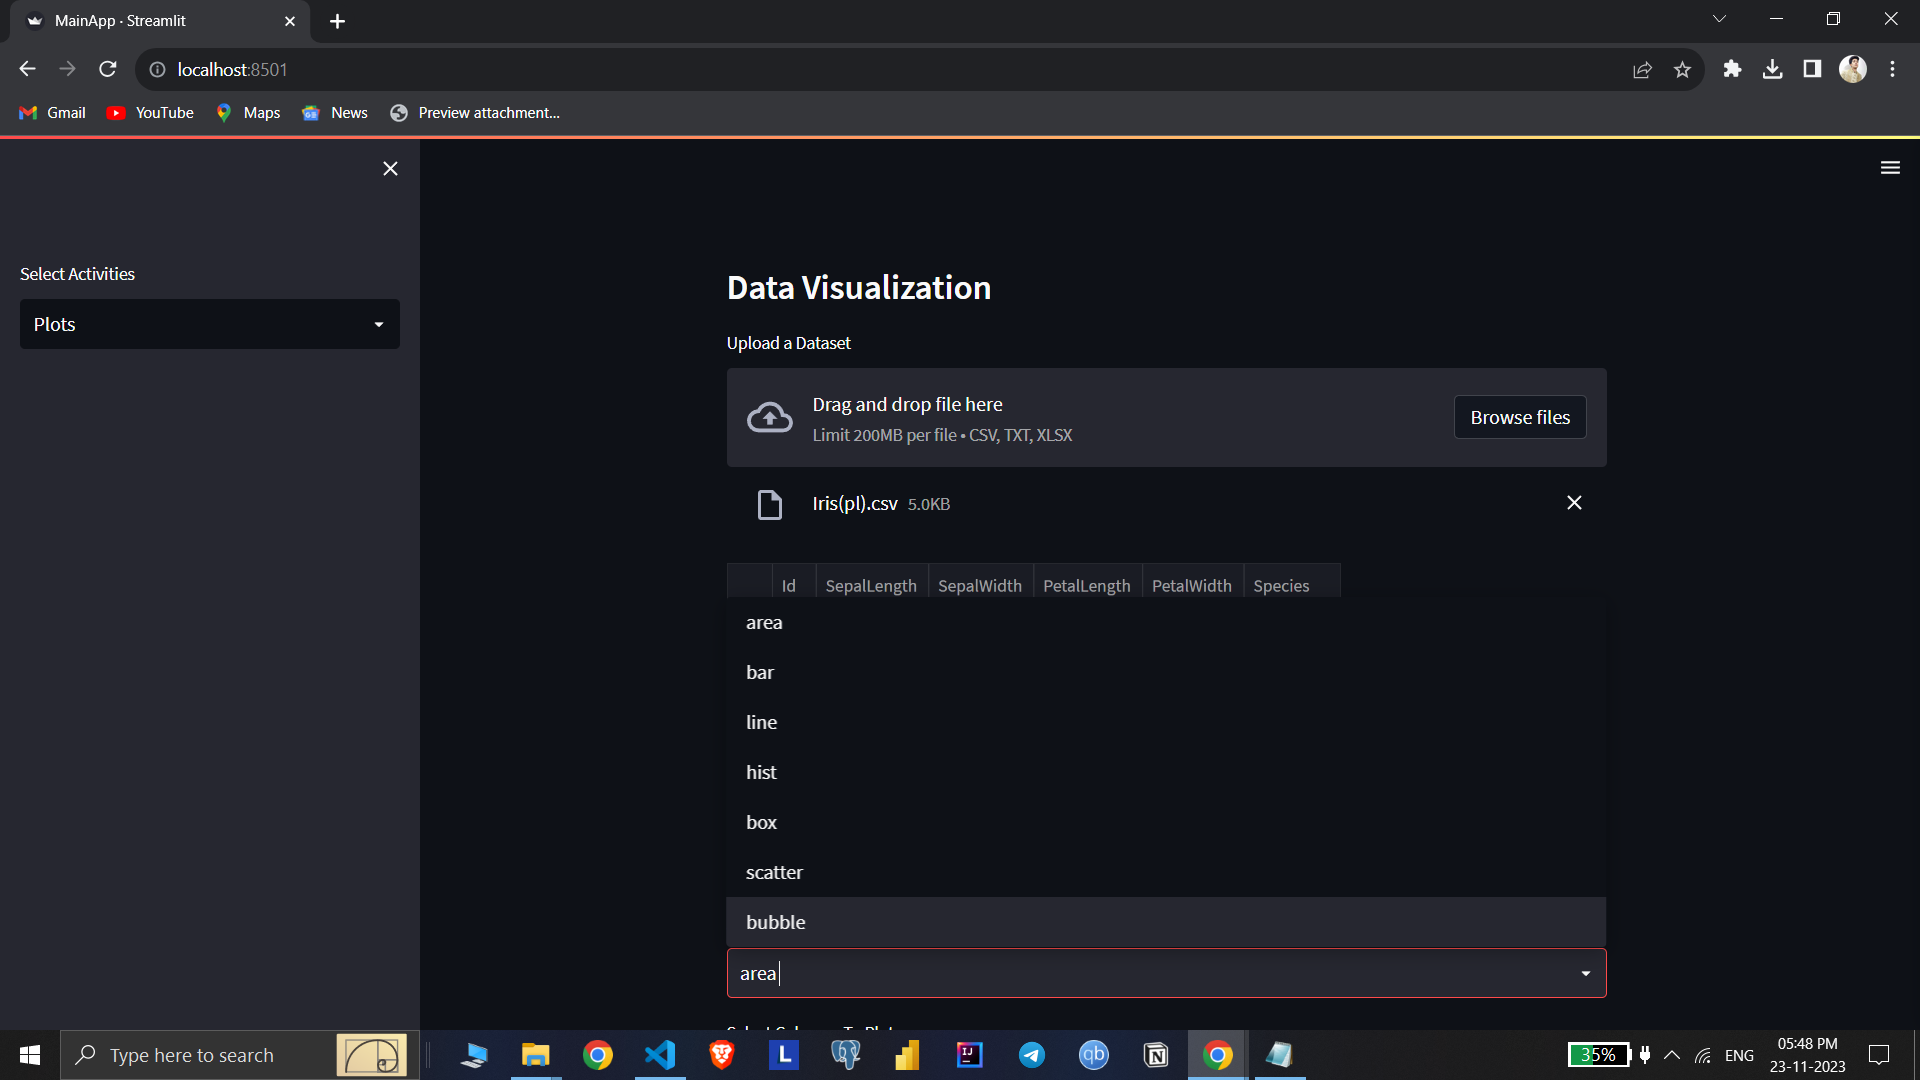 MainApp · Streamlit
localhost:8501
Gmail
YouTube
Maps
News
Preview attachment...
Select Activities
Plots
Data Visualization
Upload a Dataset
Drag and drop file here
Limit 200MB per file • CSV, TXT, XLSX
Browse files
Iris(pl).csv 5.0KB
Id SepalLength SepalWidth PetalLength PetalWidth Species
area
bar
line
hist
box
scatter
bubble
area
Type here to search
35%
ENG
05:48 PM
23-11-2023